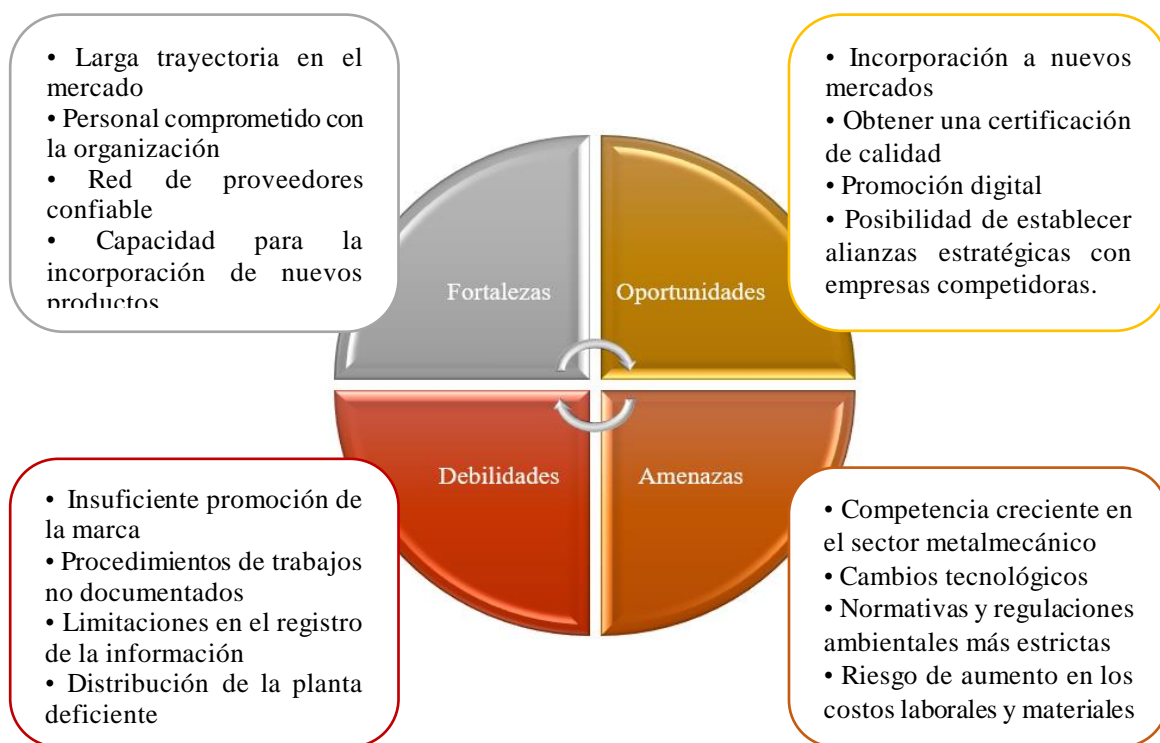 • Larga trayectoria en el
mercado
• Personal comprometido con
la organización
• Red de proveedores
confiable
• Capacidad para la
incorporación de nuevos
productos
• Incorporación a nuevos
mercados
• Obtener una certificación
de calidad
• Promoción digital
• Posibilidad de establecer
alianzas estratégicas con
empresas competidoras.
Fortalezas
Oportunidades
Debilidades
Amenazas
• Insuficiente promoción de
la marca
• Procedimientos de trabajos
no documentados
• Limitaciones en el registro
de la información
• Distribución de la planta
deficiente
• Competencia creciente en
el sector metalmecánico
• Cambios tecnológicos
• Normativas y regulaciones
ambientales más estrictas
• Riesgo de aumento en los
costos laborales y materiales